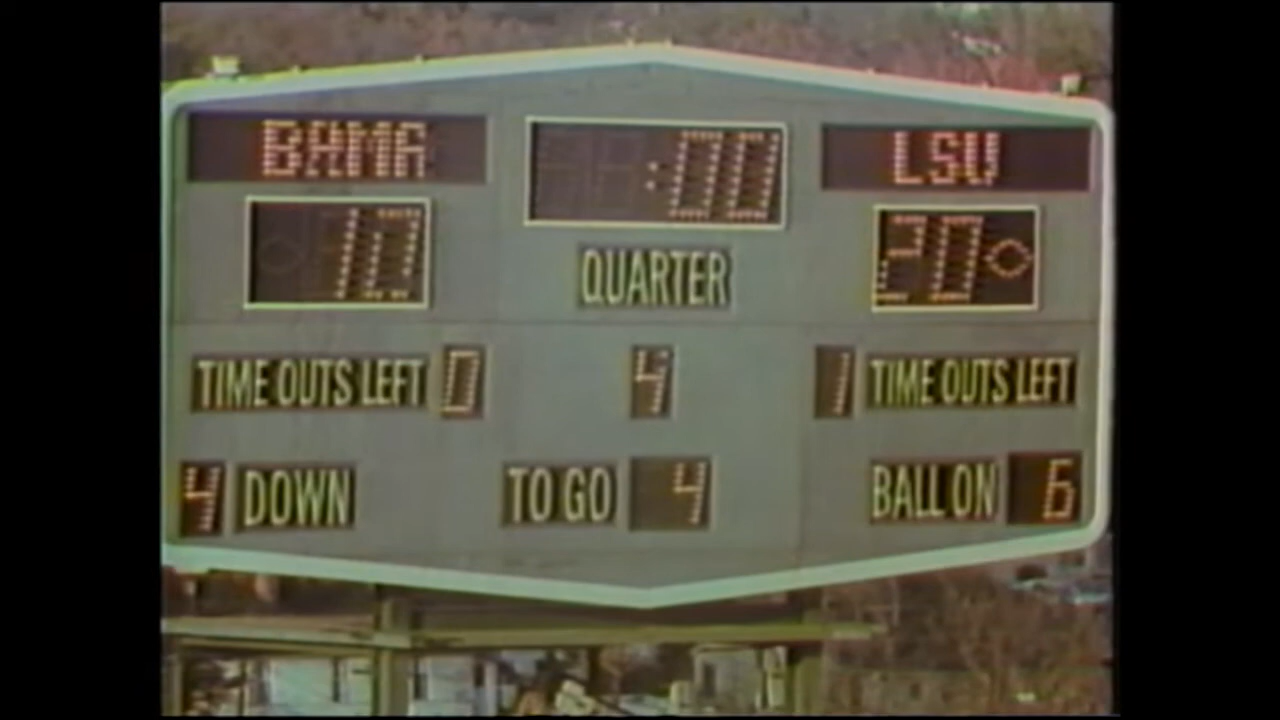 BAMA :00 LSU
10 20
QUARTER
TIME OUTS LEFT 0 4 1 TIME OUTS LEFT
4 DOWN TO GO 4 BALL ON 6